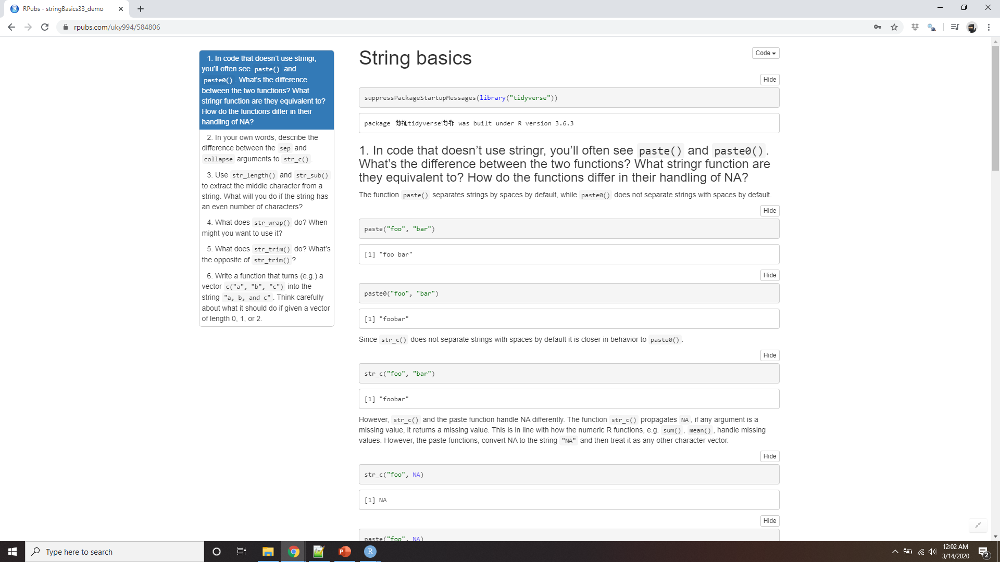 RPubs - stringBasics33_demo
rpubs.com/uky994/584806
1. In code that doesn’t use stringr,
you’ll often see paste() and
paste0() . What’s the difference
between the two functions? What
stringr function are they equivalent to?
How do the functions differ in their
handling of NA?
2. In your own words, describe the
difference between the sep and
collapse arguments to str_c() .
3. Use str_length() and str_sub()
to extract the middle character from a
string. What will you do if the string has
an even number of characters?
4. What does str_wrap() do? When
might you want to use it?
5. What does str_trim() do? What’s
the opposite of str_trim() ?
6. Write a function that turns (e.g.) a
vector c("a", "b", "c") into the
string "a, b, and c" . Think carefully
about what it should do if given a vector
of length 0, 1, or 2.
String basics
Code
Hide
suppressPackageStartupMessages(library("tidyverse"))
package tidyverse was built under R version 3.6.3
1. In code that doesn’t use stringr, you’ll often see paste() and paste0() .
What’s the difference between the two functions? What stringr function are
they equivalent to? How do the functions differ in their handling of NA?
The function paste() separates strings by spaces by default, while paste0() does not separate strings with spaces by default.
Hide
paste("foo", "bar")
[1] "foo bar"
Hide
paste0("foo", "bar")
[1] "foobar"
Since str_c() does not separate strings with spaces by default it is closer in behavior to paste0() .
Hide
str_c("foo", "bar")
[1] "foobar"
However, str_c() and the paste function handle NA differently. The function str_c() propagates NA , if any argument is a
missing value, it returns a missing value. This is in line with how the numeric R functions, e.g. sum() , mean() , handle missing
values. However, the paste functions, convert NA to the string "NA" and then treat it as any other character vector.
Hide
str_c("foo", NA)
[1] NA
Hide
paste("foo", NA)
Type here to search
12:02 AM
3/14/2020
2